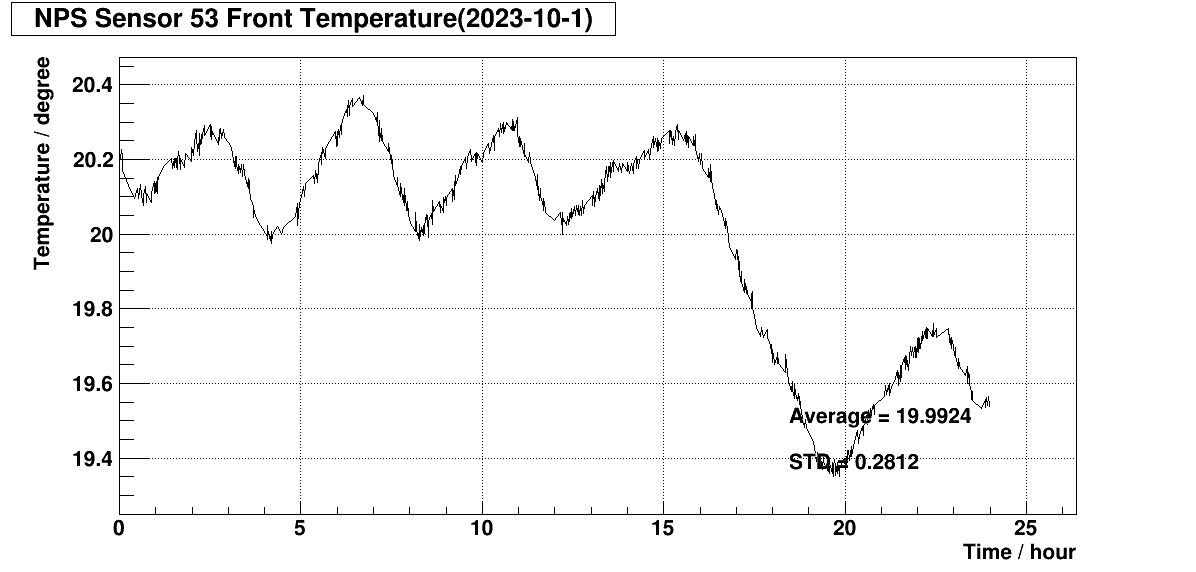 NPS Sensor 53 Front Temperature(2023-10-1)
Temperature / degree
20.4
20.2
20
19.8
19.6
19.4
Average = 19.9924
STD = 0.2812
0 5 10 15 20 25
Time / hour